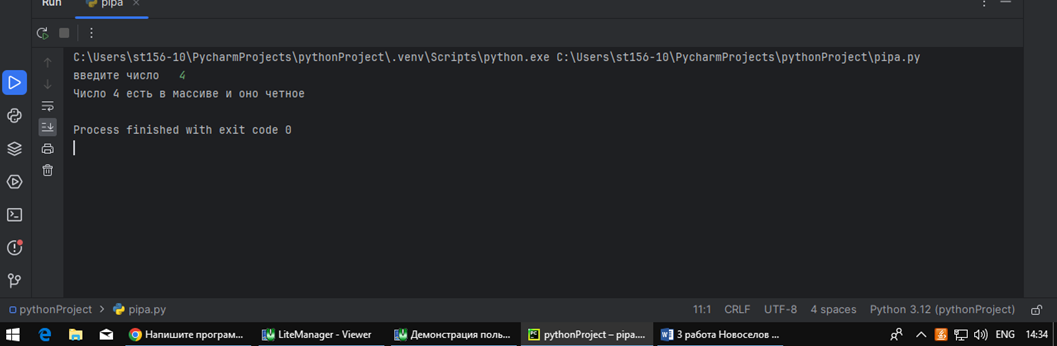 Run pipa
C:\Users\st156-10\PycharmProjects\pythonProject\.venv\Scripts\python.exe C:\Users\st156-10\PycharmProjects\pythonProject\pipa.py
введите число 4
Число 4 есть в массиве и оно четное
Process finished with exit code 0
pythonProject > pipa.py 11:1 CRLF UTF-8 4 spaces Python 3.12 (pythonProject)
Напишите програм... LiteManager - Viewer Демонстрация поль... pythonProject – pipa.... 3 работа Новоселов ... ENG 14:34